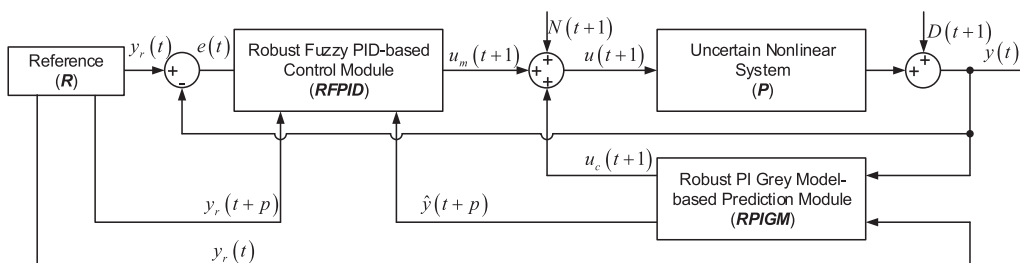 Reference
(R)
y_r(t)
+
-
e(t)
Robust Fuzzy PID-based
Control Module
(RFPID)
u_m(t+1)
N(t+1)
+
+
+
u(t+1)
Uncertain Nonlinear
System
(P)
D(t+1)
+
+
y(t)
u_c(t+1)
Robust PI Grey Model-
based Prediction Module
(RPIGM)
y_r(t+p)
ŷ(t+p)
y_r(t)